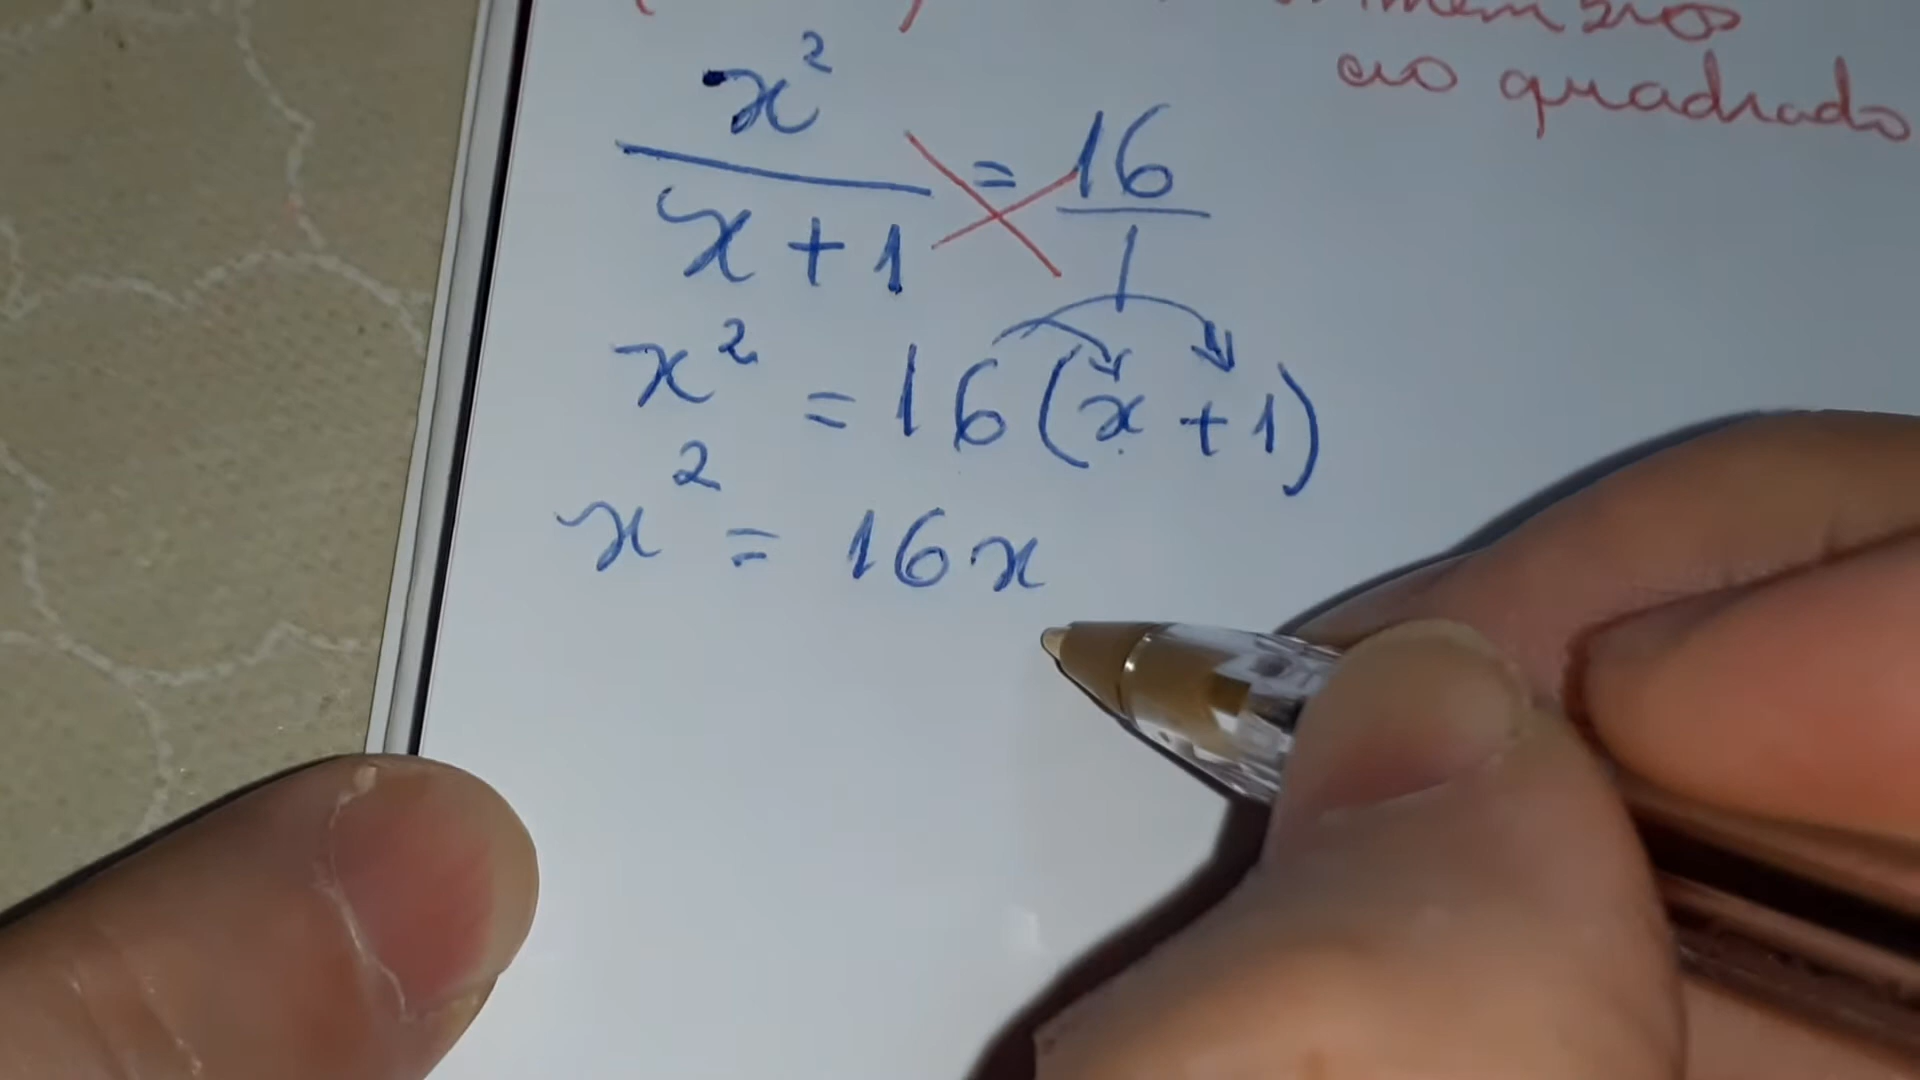 ao quadrado
x²/(x + 1) = 16/1
x² = 16(x + 1)
x² = 16x